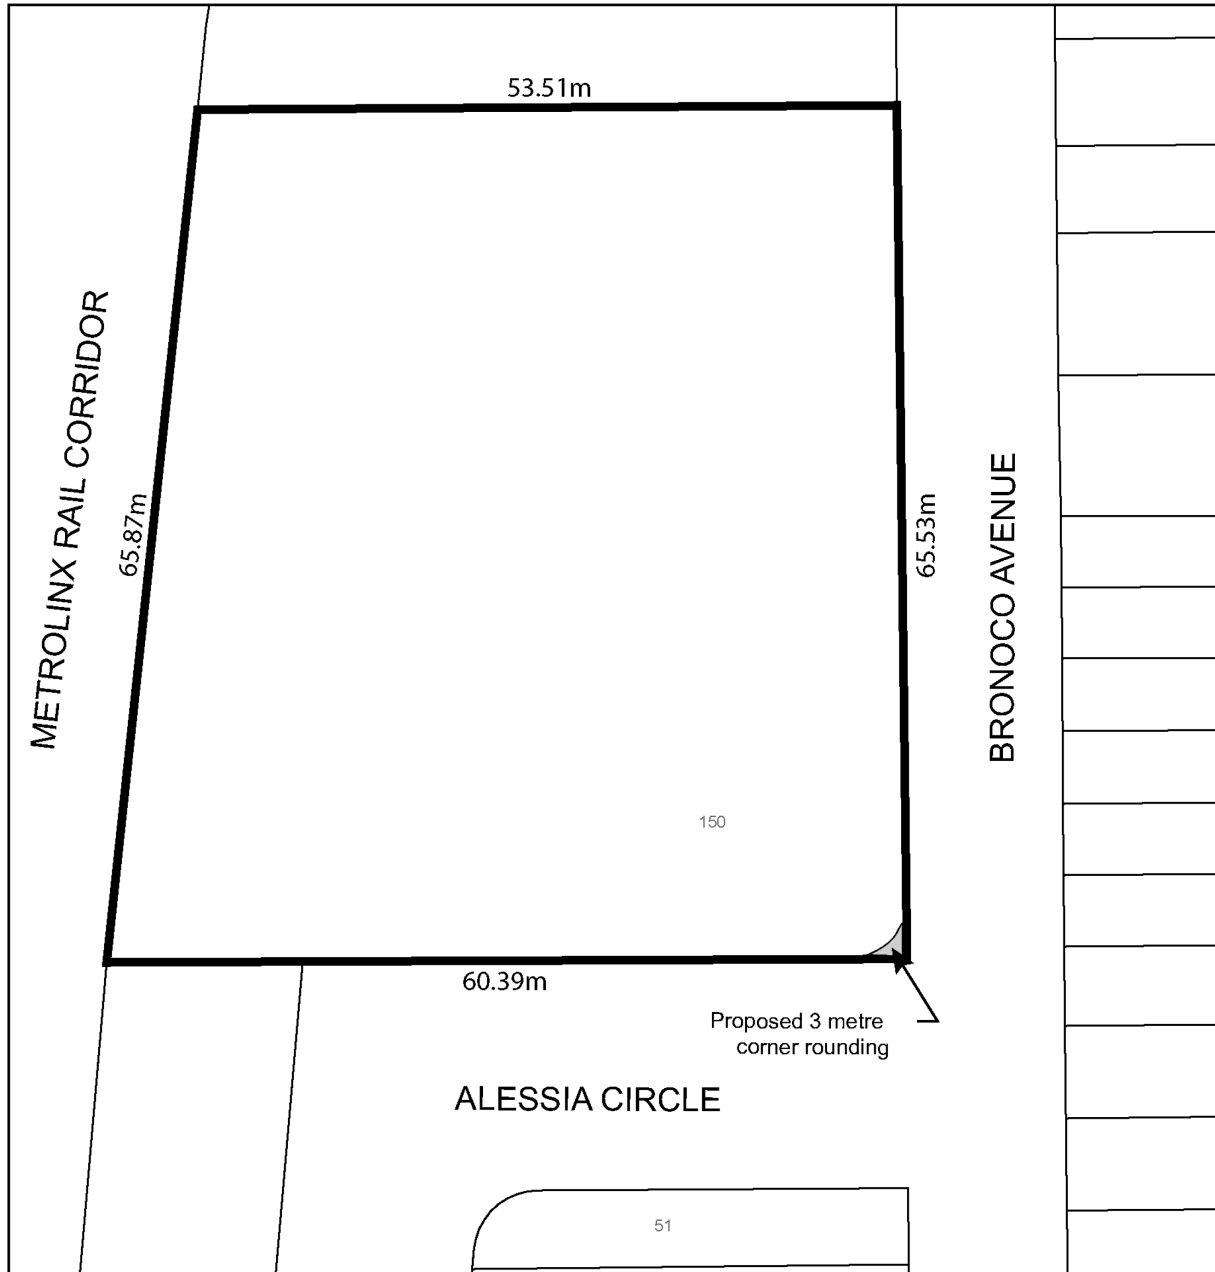 53.51m
METROLINX RAIL CORRIDOR
65.87m
65.53m
BRONOCO AVENUE
150
60.39m
Proposed 3 metre
corner rounding
ALESSIA CIRCLE
51